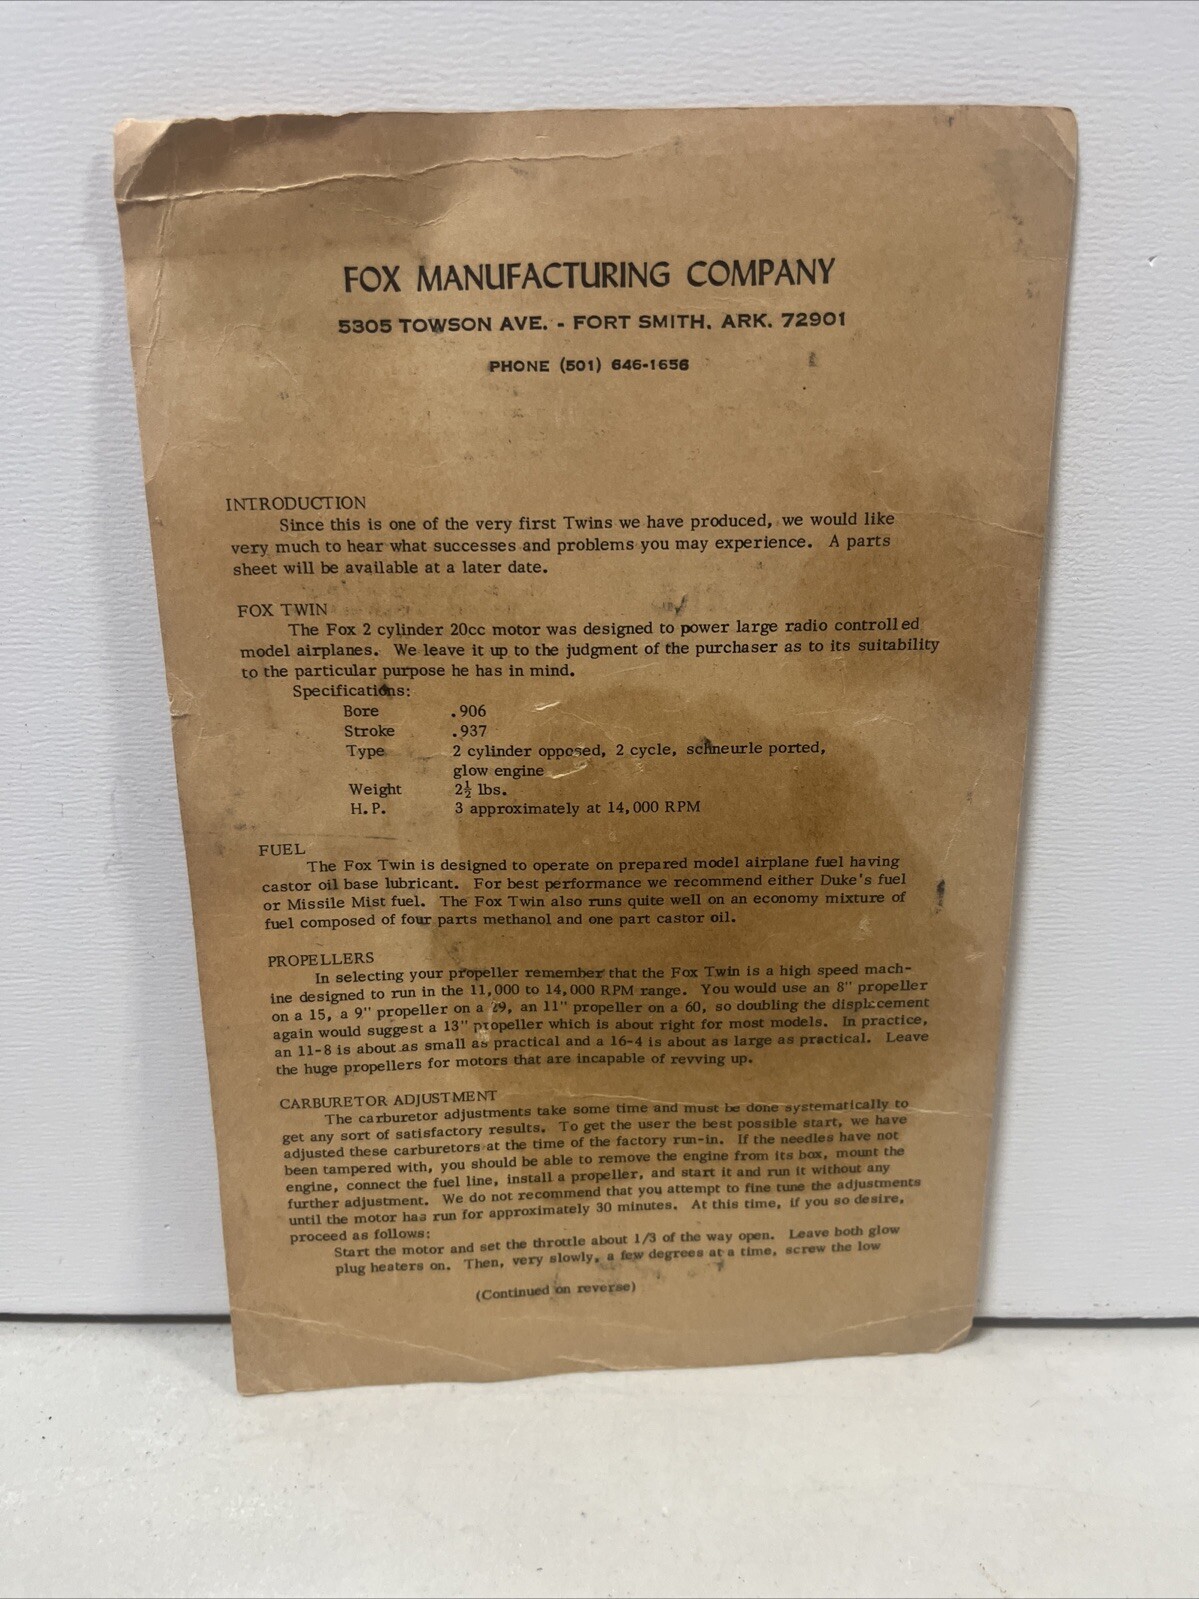 FOX MANUFACTURING COMPANY
5305 TOWSON AVE. - FORT SMITH, ARK. 72901
PHONE (501) 646-1656
INTRODUCTION
Since this is one of the very first Twins we have produced, we would like
very much to hear what successes and problems you may experience. A parts
sheet will be available at a later date.
FOX TWIN
The Fox 2 cylinder 20cc motor was designed to power large radio controlled
model airplanes. We leave it up to the judgment of the purchaser as to its suitability
to the particular purpose he has in mind.
Specifications:
Bore .906
Stroke .937
Type 2 cylinder opposed, 2 cycle, schneurle ported,
glow engine
Weight 2½ lbs.
H.P. 3 approximately at 14,000 RPM
FUEL
The Fox Twin is designed to operate on prepared model airplane fuel having
castor oil base lubricant. For best performance we recommend either Duke's fuel
or Missile Mist fuel. The Fox Twin also runs quite well on an economy mixture of
fuel composed of four parts methanol and one part castor oil.
PROPELLERS
In selecting your propeller remember that the Fox Twin is a high speed mach-
ine designed to run in the 11,000 to 14,000 RPM range. You would use an 8" propeller
on a 15, a 9" propeller on a 29, an 11" propeller on a 60, so doubling the displacement
again would suggest a 13" propeller which is about right for most models. In practice,
an 11-8 is about as small as practical and a 16-4 is about as large as practical. Leave
the huge propellers for motors that are incapable of revving up.
CARBURETOR ADJUSTMENT
The carburetor adjustments take some time and must be done systematically to
get any sort of satisfactory results. To get the user the best possible start, we have
adjusted these carburetors at the time of the factory run-in. If the needles have not
been tampered with, you should be able to remove the engine from its box, mount the
engine, connect the fuel line, install a propeller, and start it and run it without any
further adjustment. We do not recommend that you attempt to fine tune the adjustments
until the motor has run for approximately 30 minutes. At this time, if you so desire,
proceed as follows:
Start the motor and set the throttle about 1/3 of the way open. Leave both glow
plug heaters on. Then, very slowly, a few degrees at a time, screw the low
(Continued on reverse)